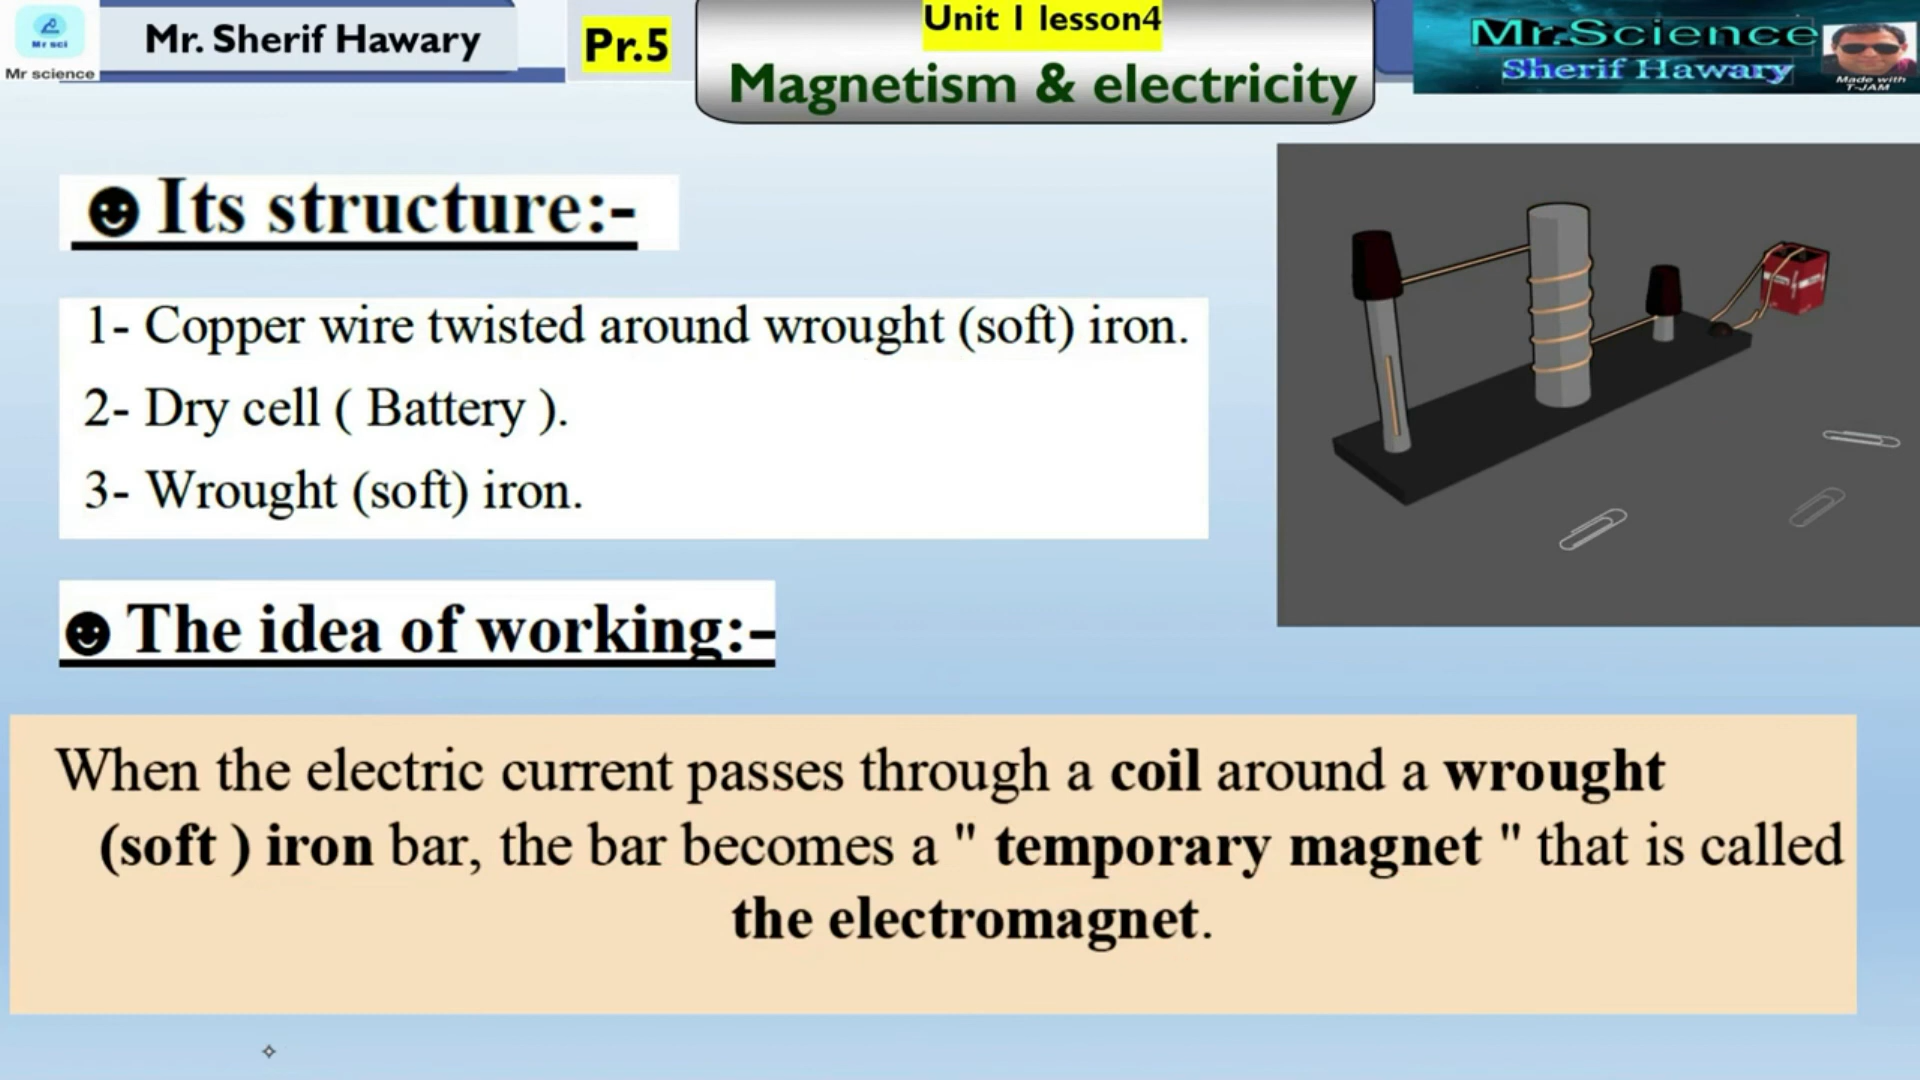 Mr sci
Mr science
Mr. Sherif Hawary
Pr.5
Unit 1 lesson4
Magnetism & electricity
Mr.Science
Sherif Hawary
Made with
T-JAM
☻Its structure:-
1- Copper wire twisted around wrought (soft) iron.
2- Dry cell ( Battery ).
3- Wrought (soft) iron.
☻The idea of working:-
When the electric current passes through a coil around a wrought
(soft ) iron bar, the bar becomes a " temporary magnet " that is called
the electromagnet.